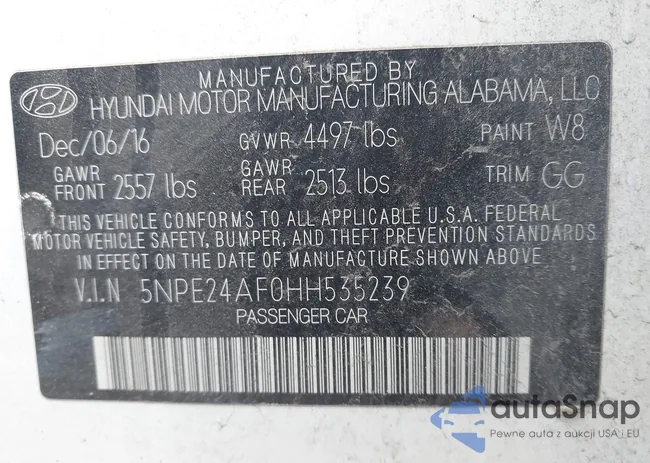 MANUFACTURED BY
HYUNDAI MOTOR MANUFACTURING ALABAMA, LLC
Dec/06/16 GVWR 4497 lbs PAINT W8
GAWR FRONT 2557 lbs GAWR REAR 2513 lbs TRIM GG
THIS VEHICLE CONFORMS TO ALL APPLICABLE U.S.A. FEDERAL
MOTOR VEHICLE SAFETY, BUMPER, AND THEFT PREVENTION STANDARDS
IN EFFECT ON THE DATE OF MANUFACTURE SHOWN ABOVE
V.I.N 5NPE24AF0HH535239
PASSENGER CAR
autaSnap
Pewne auta z aukcji USA i EU